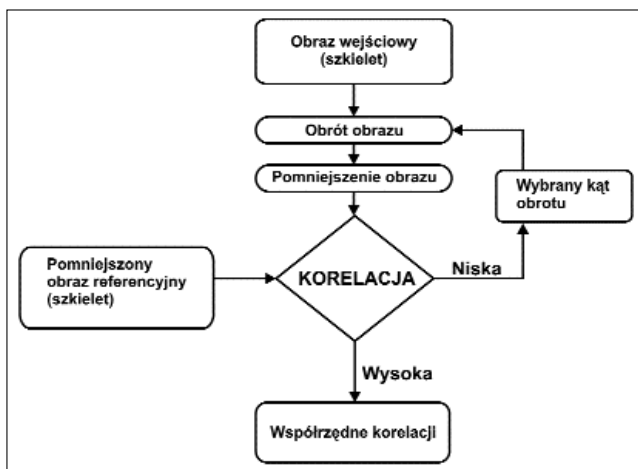 Obraz wejściowy
(szkielet)
Obrót obrazu
Pomniejszenie obrazu
Wybrany kąt
obrotu
Pomniejszony
obraz referencyjny
(szkielet)
KORELACJA
Niska
Wysoka
Współrzędne korelacji